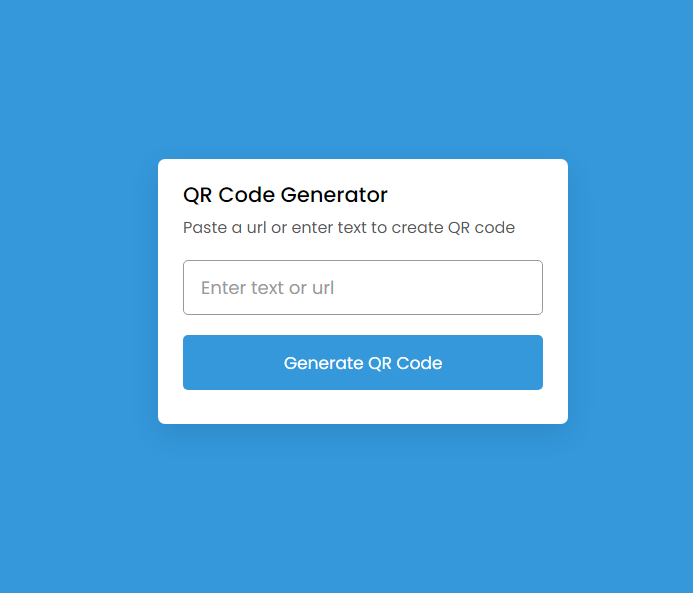 QR Code Generator
Paste a url or enter text to create QR code
Enter text or url
Generate QR Code